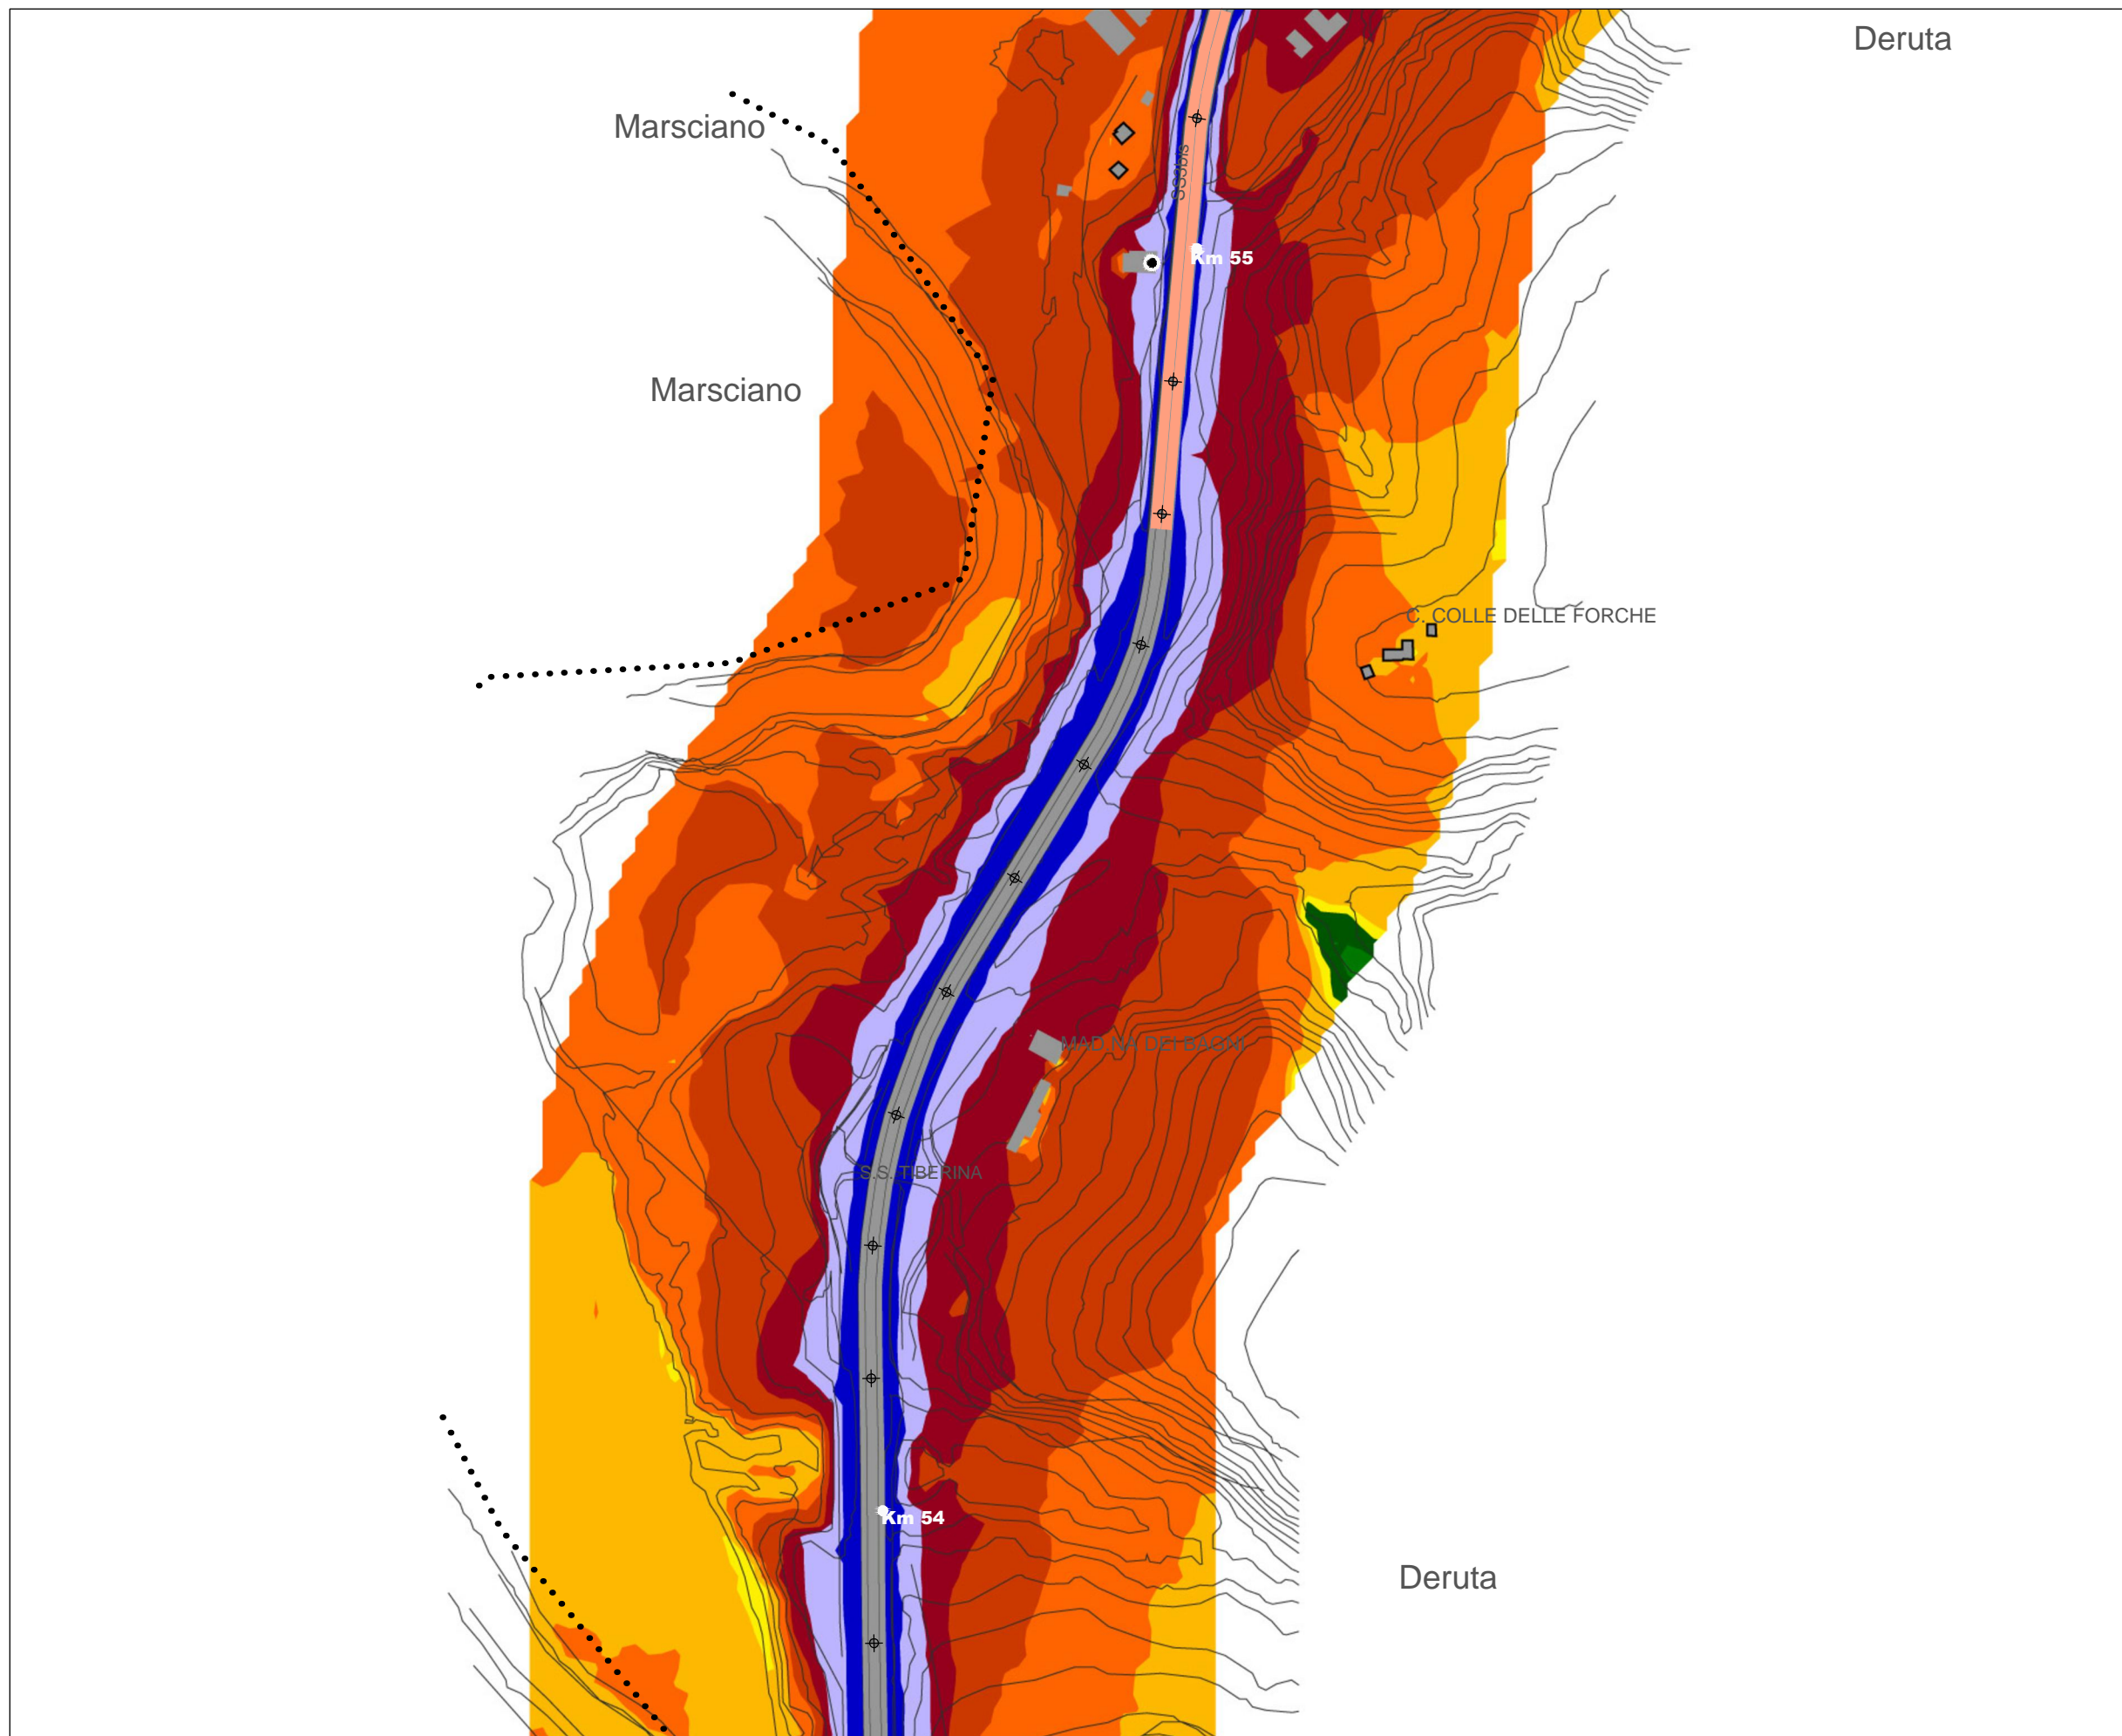 Deruta
Marsciano
SS3bis
Km 55
Marsciano
C. COLLE DELLE FORCHE
MAD.NA DEI BAGNI
S.S. TIBERINA
Km 54
Deruta